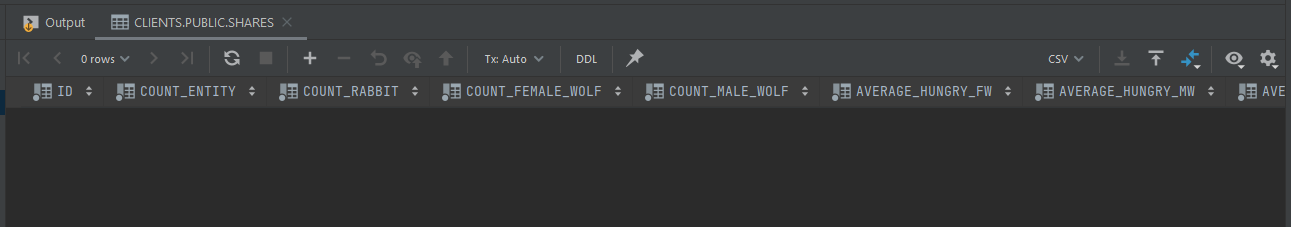 Output CLIENTS.PUBLIC.SHARES
0 rows Tx: Auto DDL CSV
ID COUNT_ENTITY COUNT_RABBIT COUNT_FEMALE_WOLF COUNT_MALE_WOLF AVERAGE_HUNGRY_FW AVERAGE_HUNGRY_MW AVE